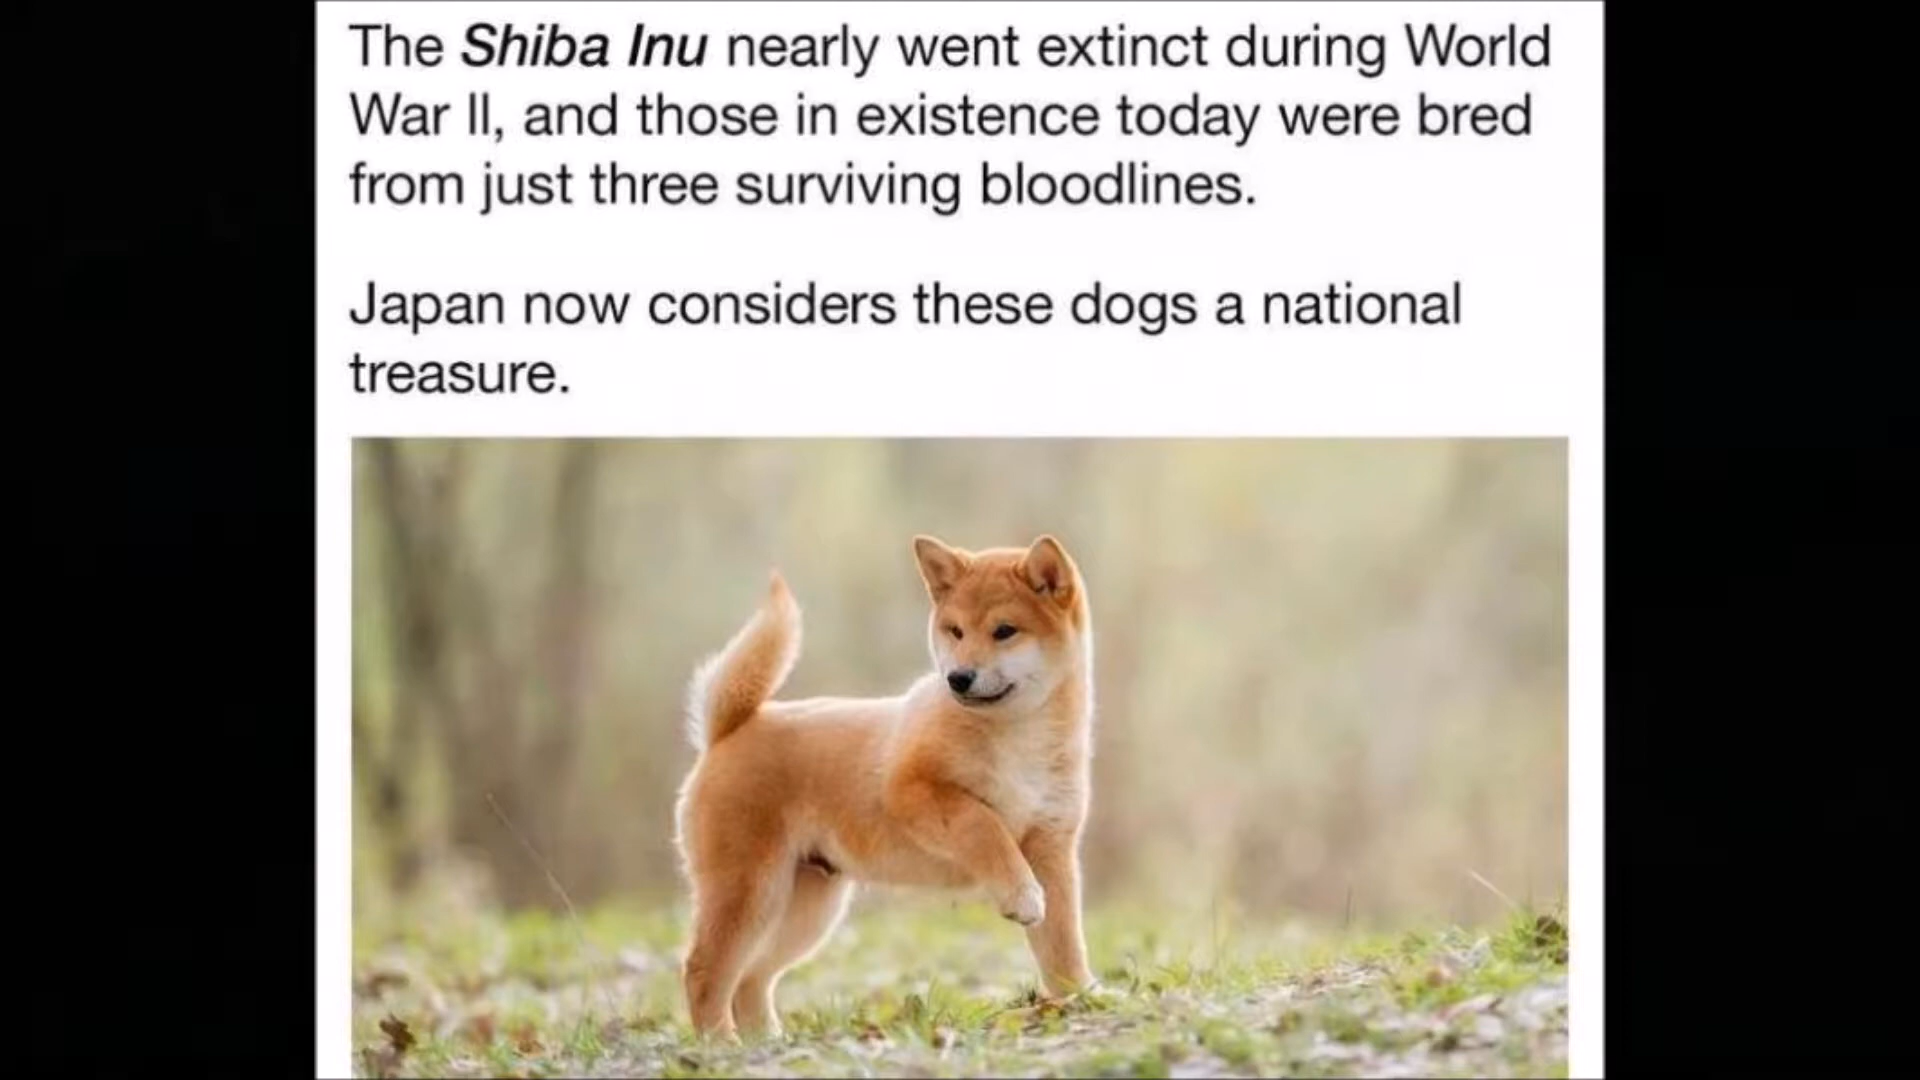 The Shiba Inu nearly went extinct during World
War II, and those in existence today were bred
from just three surviving bloodlines.
Japan now considers these dogs a national
treasure.